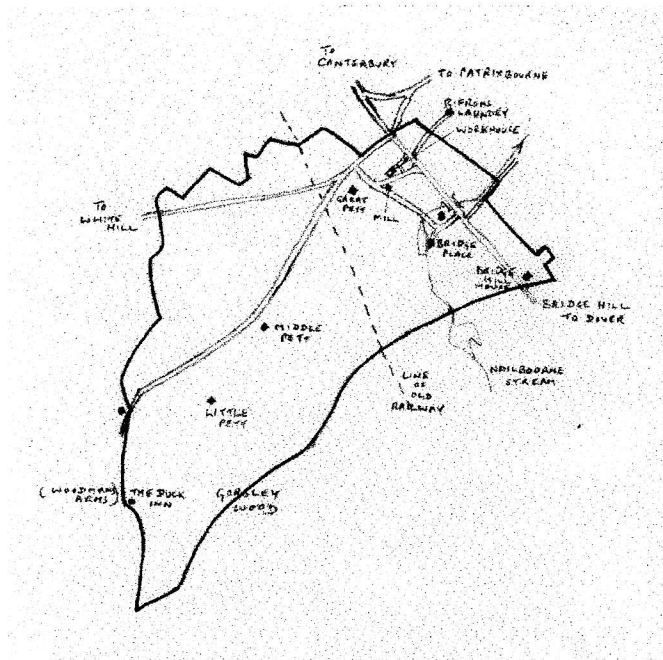 TO
CANTERBURY
TO PATRIXBOURNE
BIFRONS
LAUNDRY
WORKHOUSE
TO
WHITE
HILL
GREAT
PETT
MILL
BRIDGE
PLACE
BRIDGE
HILL
HOUSE
BRIDGE HILL
TO DOVER
MIDDLE
PETT
LINE
OF
OLD
RAILWAY
NAILBOURNE
STREAM
LITTLE
PETT
(WOODMANS
ARMS)
THE DUCK
INN
GORSLEY
WOOD